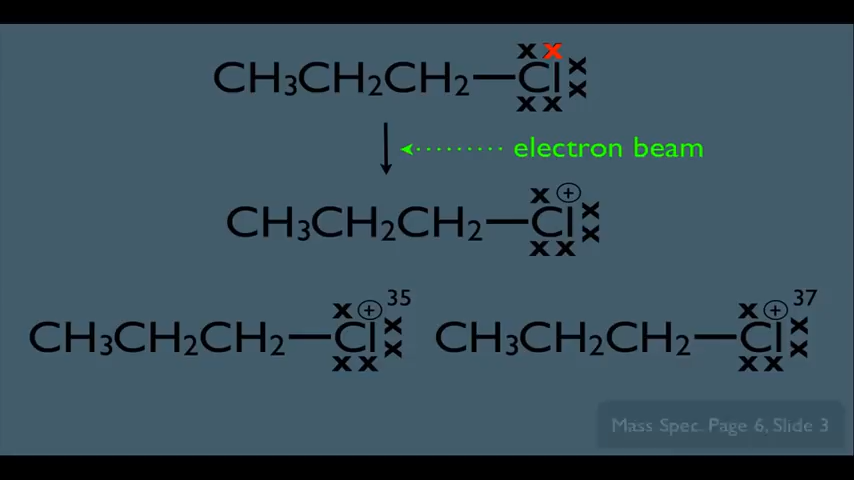 x x
CH₃CH₂CH₂—Cl x x
x x
electron beam
x ⊕
CH₃CH₂CH₂—Cl x x
x x
x ⊕ 35 x ⊕ 37
CH₃CH₂CH₂—Cl x x CH₃CH₂CH₂—Cl x x
x x x x
Mass Spec. Page 6, Slide 3